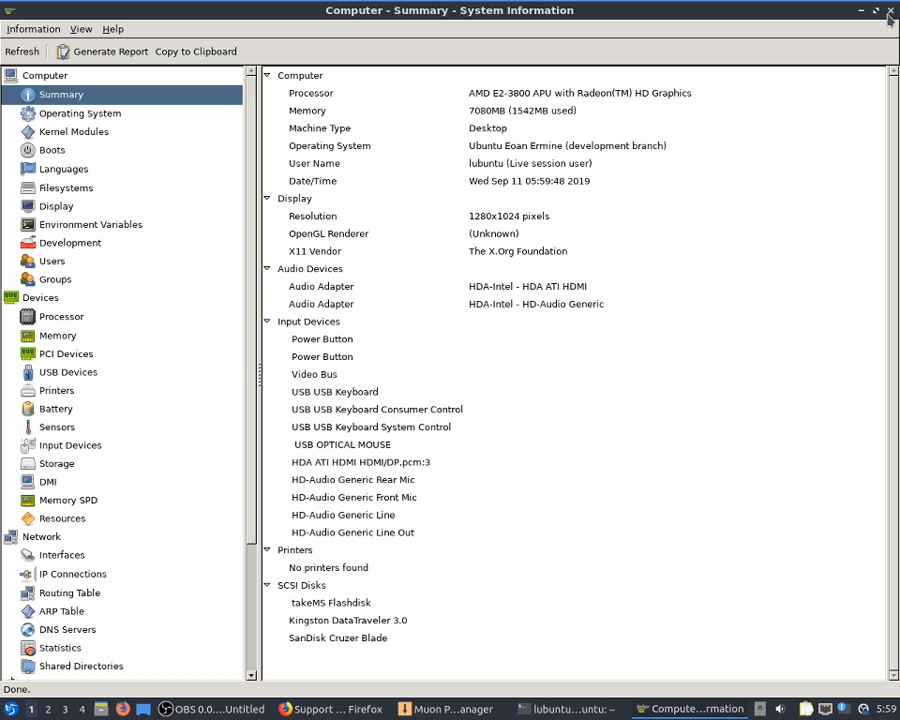 Computer - Summary - System Information
Information View Help
Refresh Generate Report Copy to Clipboard
Computer
Summary
Operating System
Kernel Modules
Boots
Languages
Filesystems
Display
Environment Variables
Development
Users
Groups
Devices
Processor
Memory
PCI Devices
USB Devices
Printers
Battery
Sensors
Input Devices
Storage
DMI
Memory SPD
Resources
Network
Interfaces
IP Connections
Routing Table
ARP Table
DNS Servers
Statistics
Shared Directories
Computer
Processor AMD E2-3800 APU with Radeon(TM) HD Graphics
Memory 7080MB (1542MB used)
Machine Type Desktop
Operating System Ubuntu Eoan Ermine (development branch)
User Name lubuntu (Live session user)
Date/Time Wed Sep 11 05:59:48 2019
Display
Resolution 1280x1024 pixels
OpenGL Renderer (Unknown)
X11 Vendor The X.Org Foundation
Audio Devices
Audio Adapter HDA-Intel - HDA ATI HDMI
Audio Adapter HDA-Intel - HD-Audio Generic
Input Devices
Power Button
Power Button
Video Bus
USB USB Keyboard
USB USB Keyboard Consumer Control
USB USB Keyboard System Control
USB OPTICAL MOUSE
HDA ATI HDMI HDMI/DP,pcm:3
HD-Audio Generic Rear Mic
HD-Audio Generic Front Mic
HD-Audio Generic Line
HD-Audio Generic Line Out
Printers
No printers found
SCSI Disks
takeMS Flashdisk
Kingston DataTraveler 3.0
SanDisk Cruzer Blade
Done.
1 2 3 4 OBS 0.0....Untitled Support ... Firefox Muon P...anager lubuntu...untu: ~ Compute...rmation 5:59